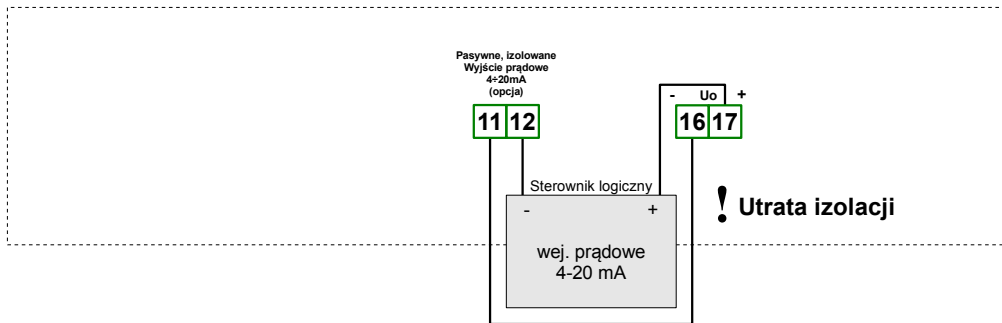 Pasywne, izolowane
Wyjście prądowe
4÷20mA
(opcja)
- Uo +
11 12
16 17
Sterownik logiczny
- +
! Utrata izolacji
wej. prądowe
4-20 mA